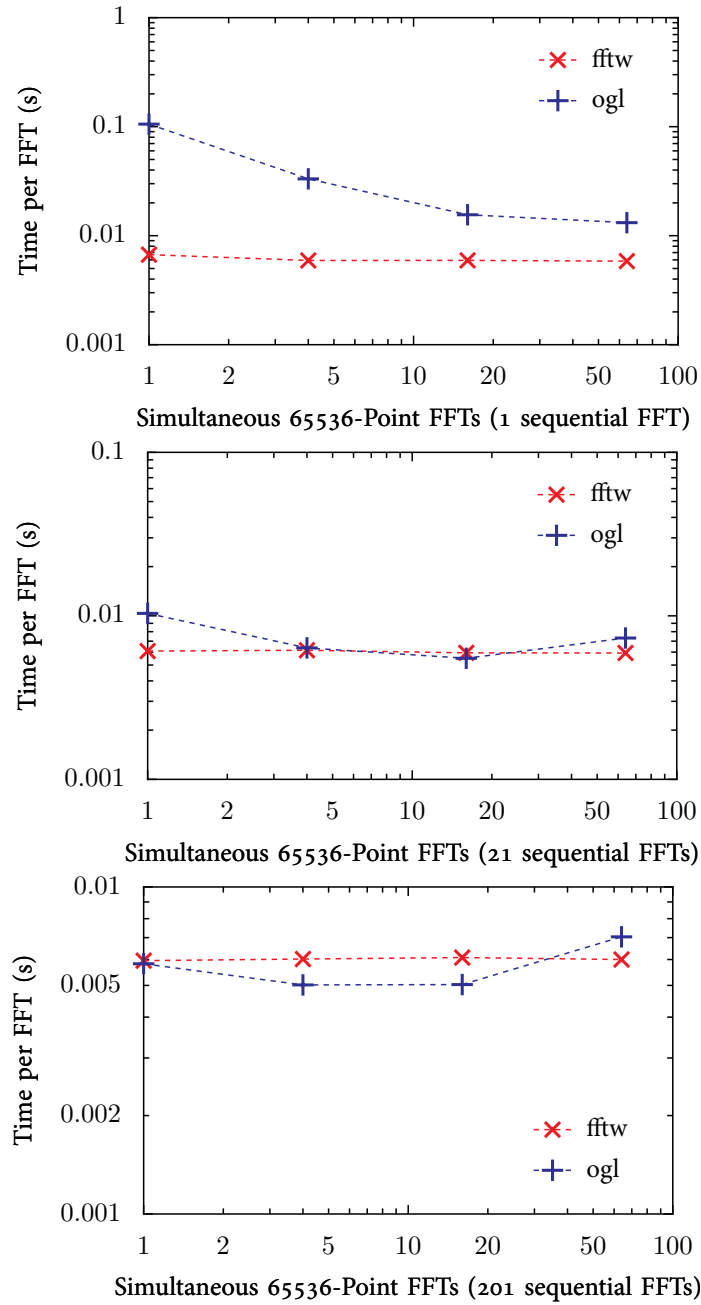 1
fftw
ogl
0.1
0.01
0.001
Time per FFT (s)
1 2 5 10 20 50 100
Simultaneous 65536-Point FFTs (1 sequential FFT)
0.1
fftw
ogl
0.01
0.001
Time per FFT (s)
1 2 5 10 20 50 100
Simultaneous 65536-Point FFTs (21 sequential FFTs)
0.01
0.005
0.002
fftw
ogl
0.001
Time per FFT (s)
1 2 5 10 20 50 100
Simultaneous 65536-Point FFTs (201 sequential FFTs)